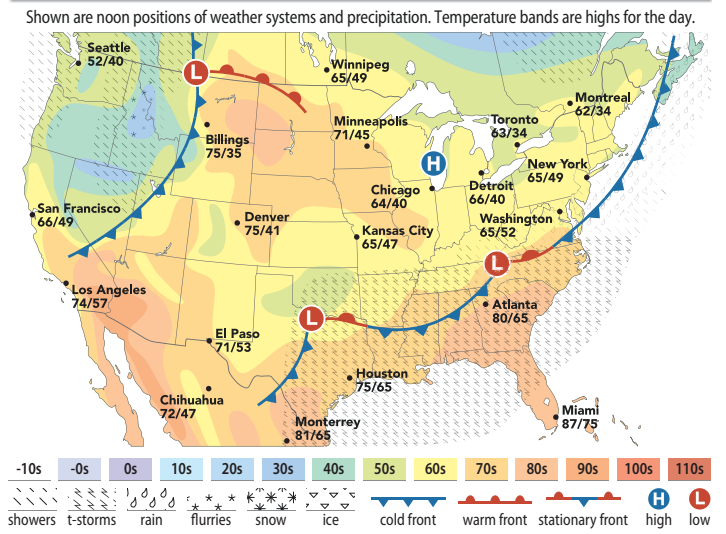 Shown are noon positions of weather systems and precipitation. Temperature bands are highs for the day.
Seattle
52/40
L
Winnipeg
65/49
Montreal
62/34
Minneapolis
71/45
Toronto
63/34
Billings
75/35
H
New York
65/49
Chicago
64/40
Detroit
66/40
San Francisco
66/49
Denver
75/41
Washington
65/52
Kansas City
65/47
L
Los Angeles
74/57
Atlanta
80/65
L
El Paso
71/53
Houston
75/65
Chihuahua
72/47
Miami
87/75
Monterrey
81/65
-10s -0s 0s 10s 20s 30s 40s 50s 60s 70s 80s 90s 100s 110s
H L
showers t-storms rain flurries snow ice cold front warm front stationary front high low